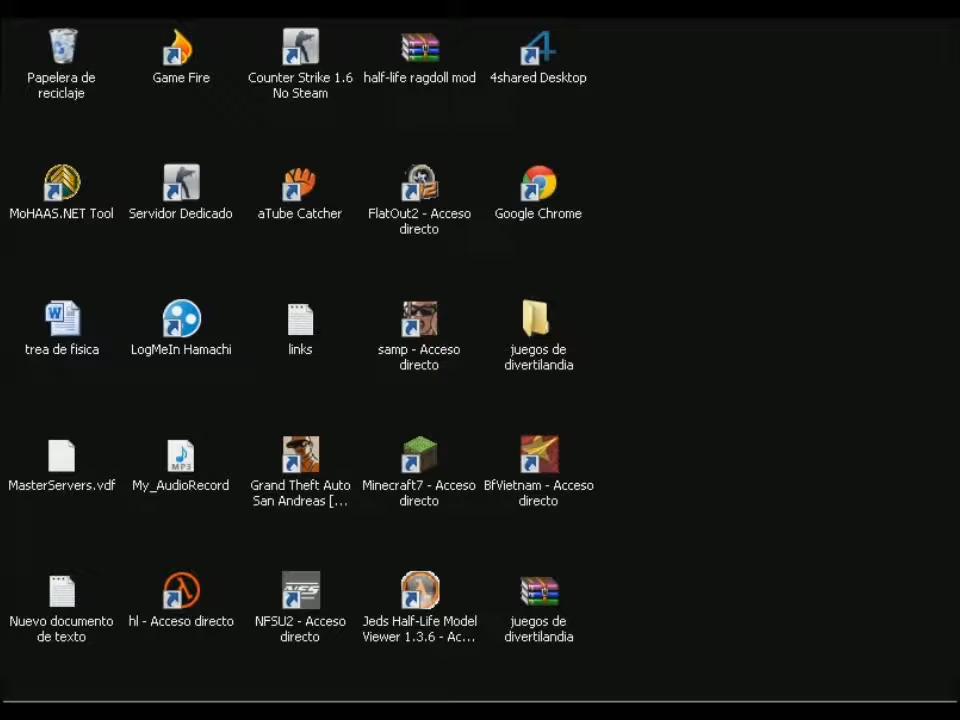 Papelera de
reciclaje
Game Fire
Counter Strike 1.6
No Steam
half-life ragdoll mod
4shared Desktop
MoHAAS.NET Tool
Servidor Dedicado
aTube Catcher
FlatOut2 - Acceso
directo
Google Chrome
trea de fisica
LogMeIn Hamachi
links
samp - Acceso
directo
juegos de
divertilandia
MasterServers.vdf
MP3
My_AudioRecord
Grand Theft Auto
San Andreas [...
Minecraft7 - Acceso
directo
BfVietnam - Acceso
directo
Nuevo documento
de texto
hl - Acceso directo
NFS
NFSU2 - Acceso
directo
Jeds Half-Life Model
Viewer 1.3.6 - Ac...
juegos de
divertilandia